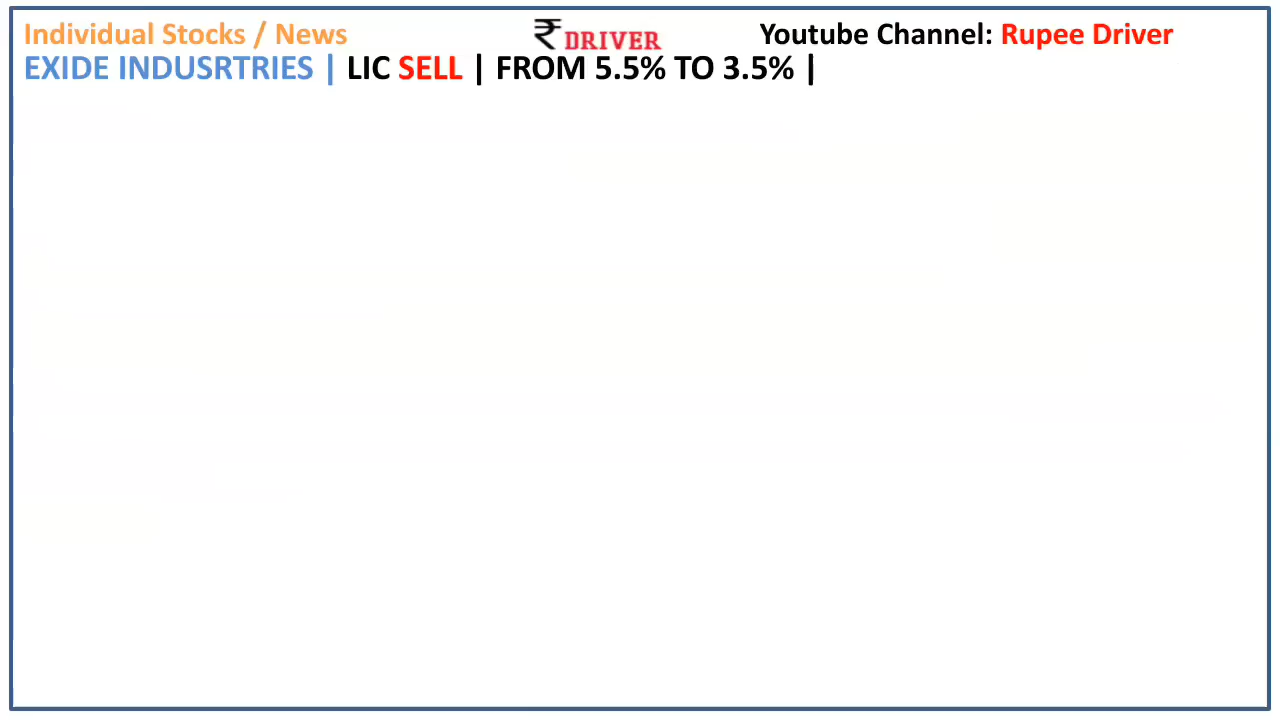 Individual Stocks / News ₹ DRIVER Youtube Channel: Rupee Driver
EXIDE INDUSRTRIES | LIC SELL | FROM 5.5% TO 3.5% |